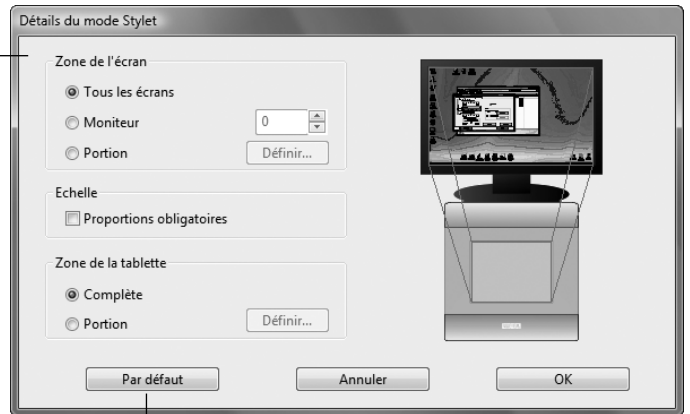 Détails du mode Stylet
Zone de l'écran
Tous les écrans
Moniteur 0
Portion Définir...
Echelle
Proportions obligatoires
Zone de la tablette
Complète
Portion Définir...
Par défaut Annuler OK